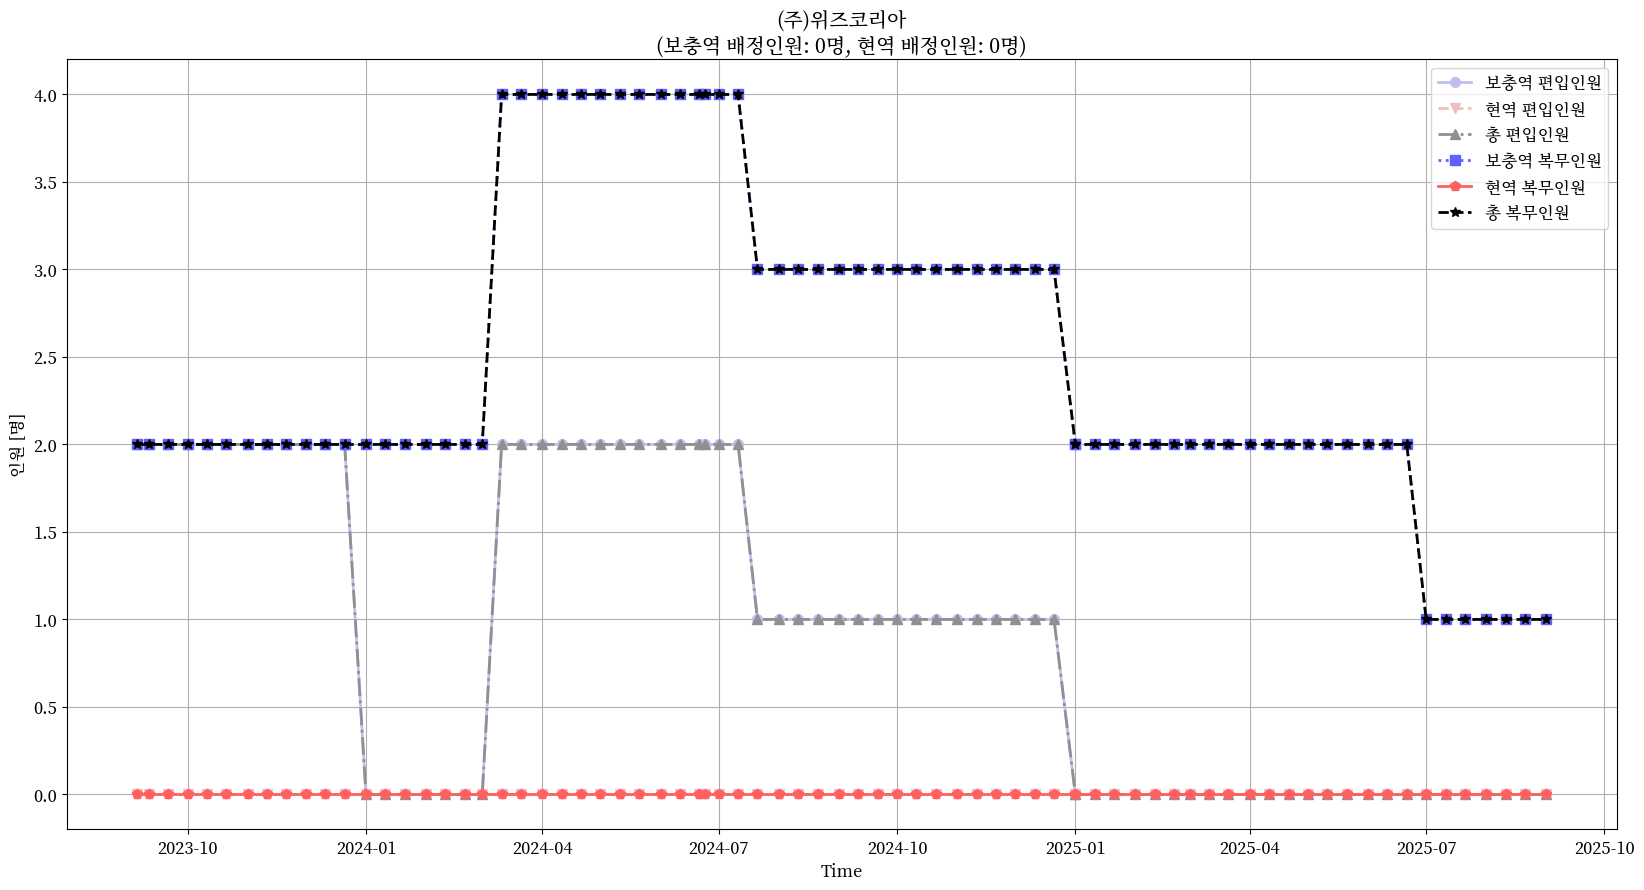 (주)위즈코리아
(보충역 배정인원: 0명, 현역 배정인원: 0명)
보충역 편입인원
현역 편입인원
총 편입인원
보충역 복무인원
현역 복무인원
총 복무인원
인원 [명]
4.0
3.5
3.0
2.5
2.0
1.5
1.0
0.5
0.0
2023-10
2024-01
2024-04
2024-07
2024-10
2025-01
2025-04
2025-07
2025-10
Time